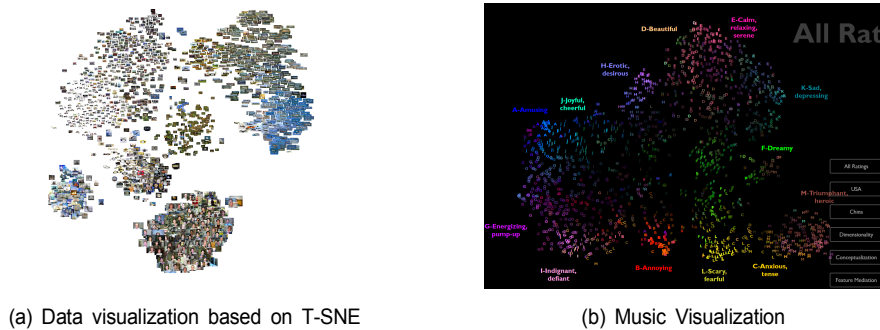 All Rat
E-Calm,
relaxing,
serene
D-Beautiful
H-Erotic,
desirous
K-Sad,
depressing
J-Joyful,
cheerful
A-Amusing
F-Dreamy
All Ratings
M-Triumphant,
heroic
USA
China
G-Energizing,
pump-up
Dimensionality
Conceptualization
I-Indignant,
defiant
B-Annoying
L-Scary,
fearful
C-Anxious,
tense
Feature Mediation
(a) Data visualization based on T-SNE
(b) Music Visualization